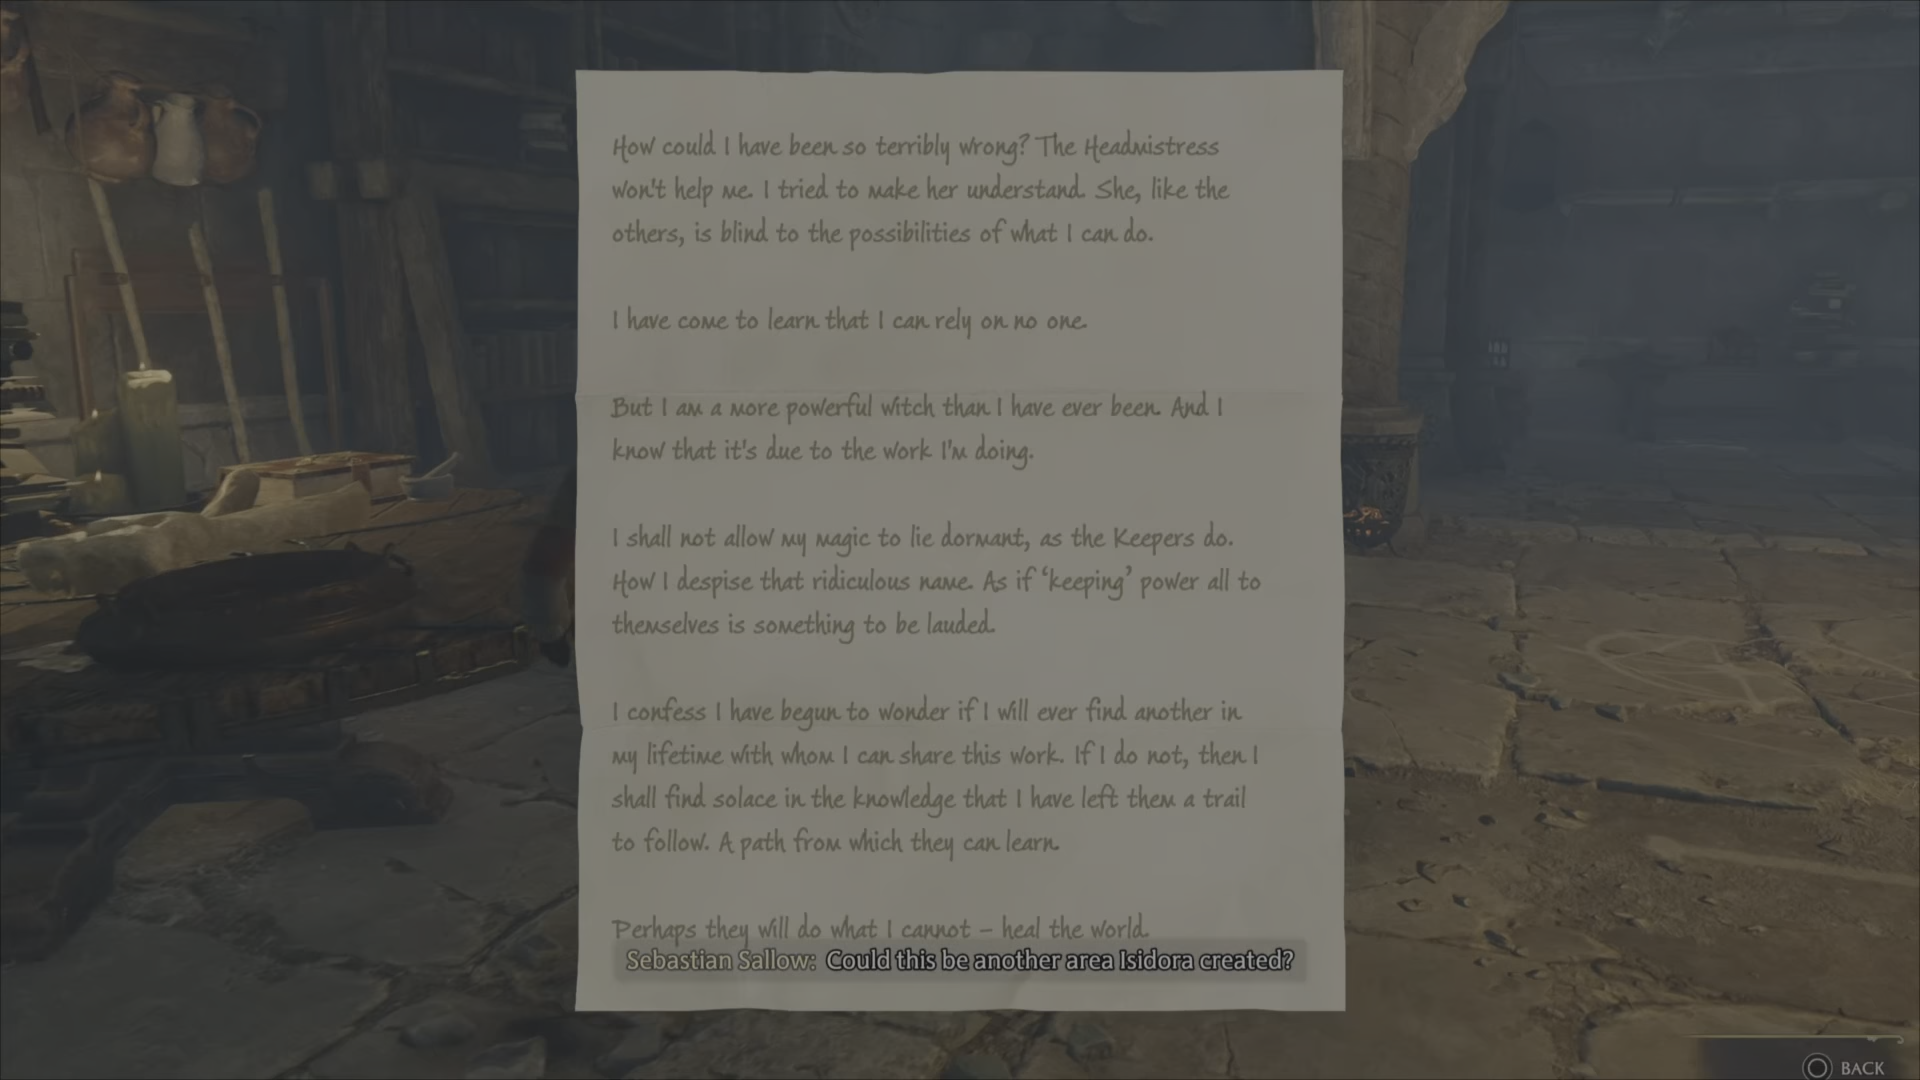 How could I have been so terribly wrong? The Headmistress
won't help me. I tried to make her understand. She, like the
others, is blind to the possibilities of what I can do.
I have come to learn that I can rely on no one.
But I am a more powerful witch than I have ever been. And I
know that it's due to the work I'm doing.
I shall not allow my magic to lie dormant, as the Keepers do.
How I despise that ridiculous name. As if ‘keeping’ power all to
themselves is something to be lauded.
I confess I have begun to wonder if I will ever find another in
my lifetime with whom I can share this work. If I do not, then I
shall find solace in the knowledge that I have left them a trail
to follow. A path from which they can learn.
Perhaps they will do what I cannot – heal the world.
Sebastian Sallow: Could this be another area Isidora created?
BACK